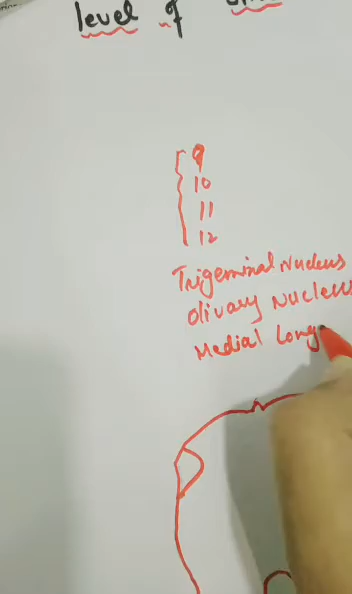 level of
9
10
11
12
Trigeminal Nucleus
Olivary Nucleus
Medial Long